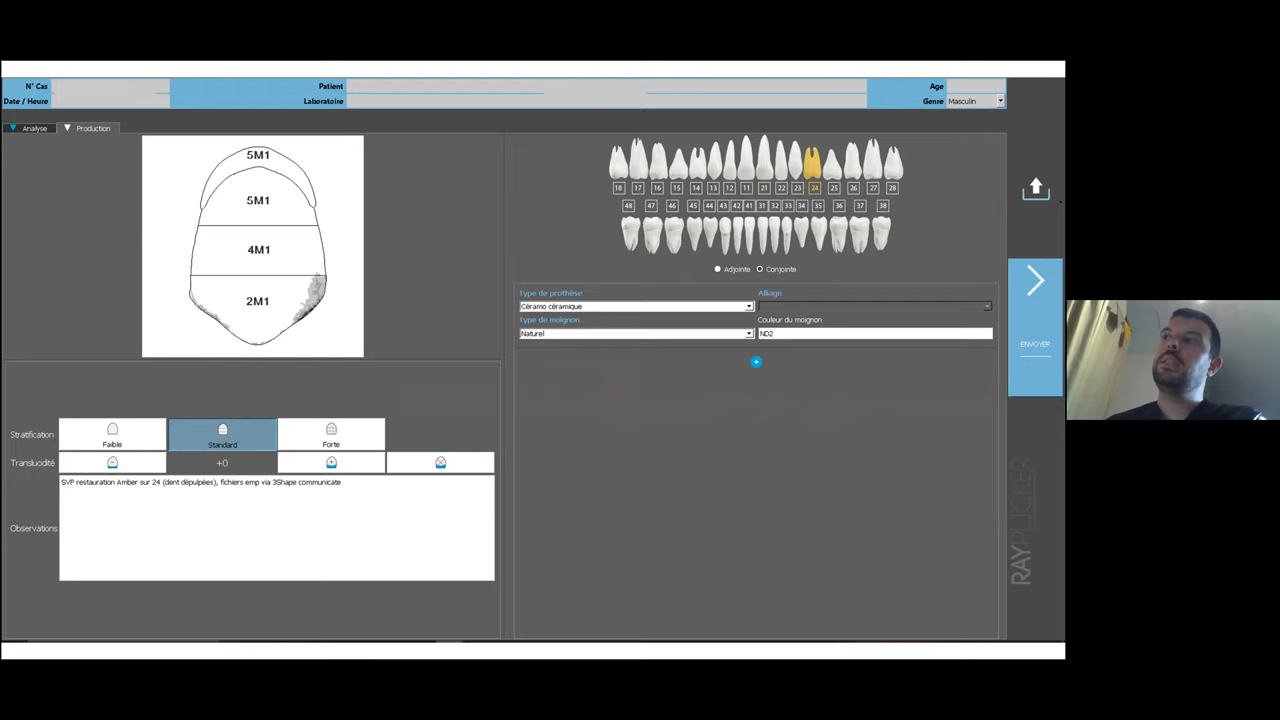 N° Cas
Patient
Age
Date / Heure
Laboratoire
Genre Masculin
Analyse
Production
5M1
5M1
4M1
2M1
18 17 16 15 14 13 12 11 21 22 23 24 25 26 27 28
48 47 46 45 44 43 42 41 31 32 33 34 35 36 37 38
Adjointe Conjointe
Type de prothèse
Alliage
Céramo céramique
Type de moignon
Couleur du moignon
Naturel
ND2
ENVOYER
Stratification
Faible
Standard
Forte
Translucidité
+0
SVP restauration Amber sur 24 (dent dépulpées), fichiers emp via 3Shape communicate
Observations
RAYPLICKER